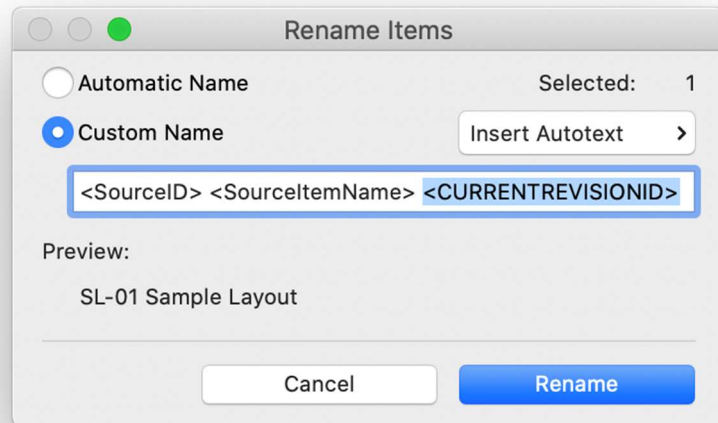 Rename Items
Automatic Name Selected: 1
Custom Name Insert Autotext >
<SourceID> <SourceItemName> <CURRENTREVISIONID>
Preview:
SL-01 Sample Layout
Cancel Rename